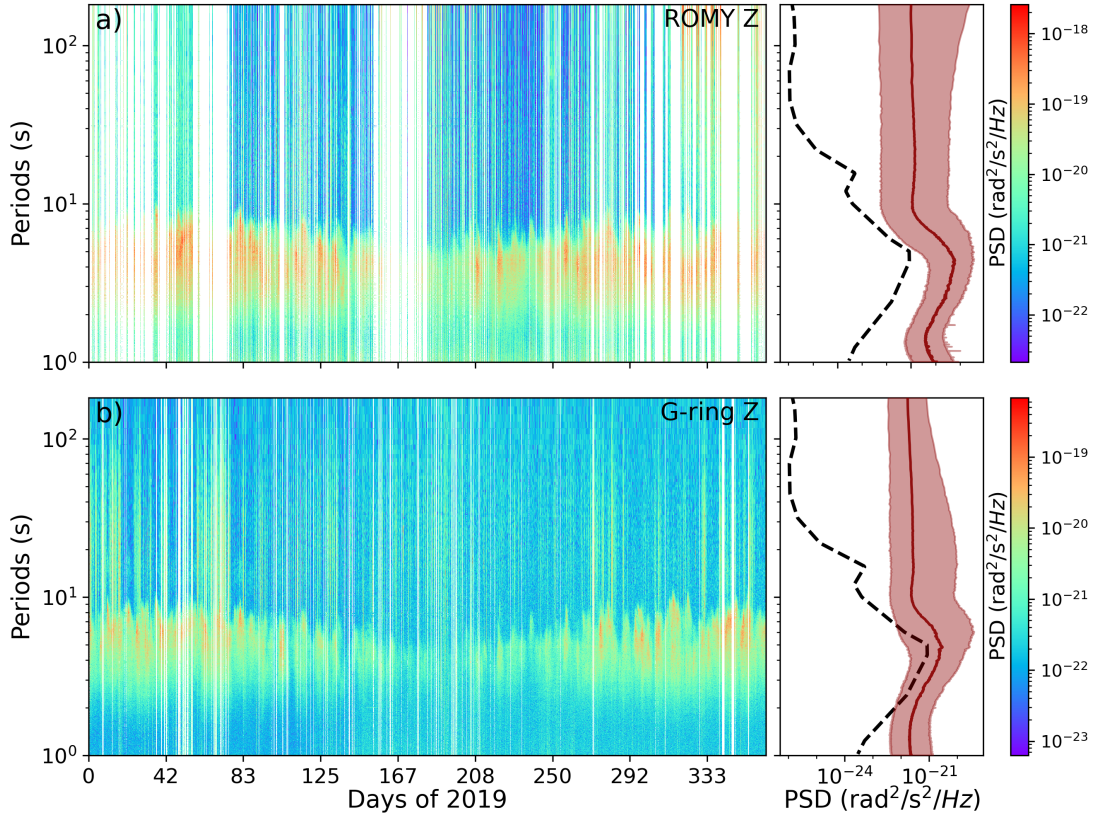 a)
ROMY Z
10²
10¹
10⁰
Periods (s)
PSD (rad²/s²/Hz)
10⁻¹⁸
10⁻¹⁹
10⁻²⁰
10⁻²¹
10⁻²²
b)
G-ring Z
10²
10¹
10⁰
Periods (s)
PSD (rad²/s²/Hz)
10⁻¹⁹
10⁻²⁰
10⁻²¹
10⁻²²
10⁻²³
0 42 83 125 167 208 250 292 333
Days of 2019
10⁻²⁴ 10⁻²¹
PSD (rad²/s²/Hz)